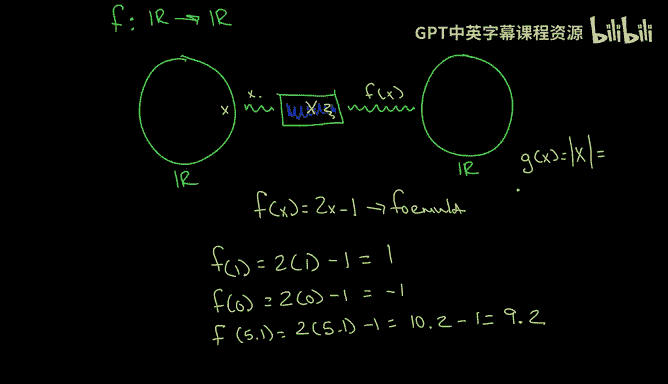 f: ℝ → ℝ
GPT中英字幕课程资源 bilibili
x x. f(x)
ℝ ℝ
g(x)=|x|=
f(x)=2x-1 → formula
f(1) = 2(1) - 1 = 1
f(0) = 2(0) - 1 = -1
f(5.1) = 2(5.1) - 1 = 10.2 - 1 = 9.2